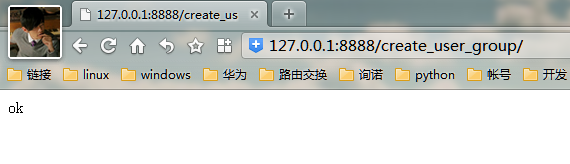 127.0.0.1:8888/create_us
127.0.0.1:8888/create_user_group/
链接 linux windows 华为 路由交换 询诺 python 帐号 开发
ok